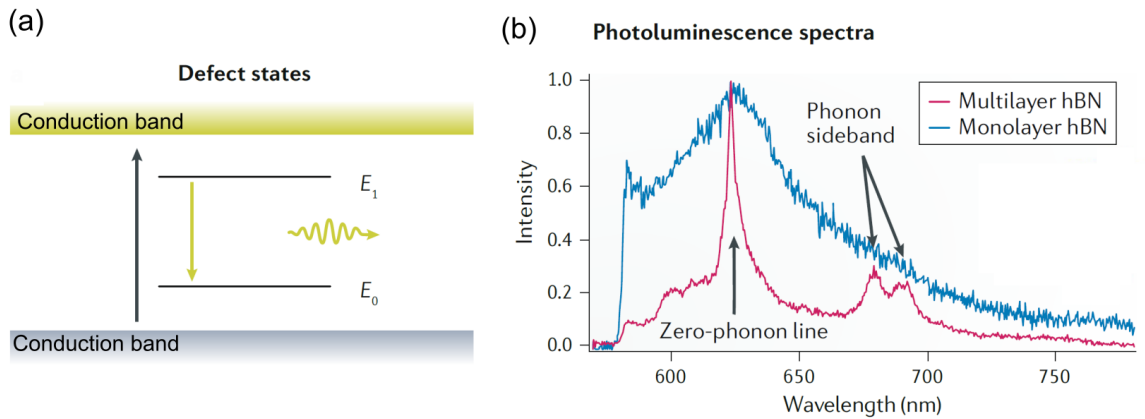 (a)
Defect states
Conduction band
E1
E0
Conduction band
(b)
Photoluminescence spectra
Multilayer hBN
Monolayer hBN
Phonon
sideband
Zero-phonon line
Intensity
1.0
0.8
0.6
0.4
0.2
0.0
600
650
700
750
Wavelength (nm)